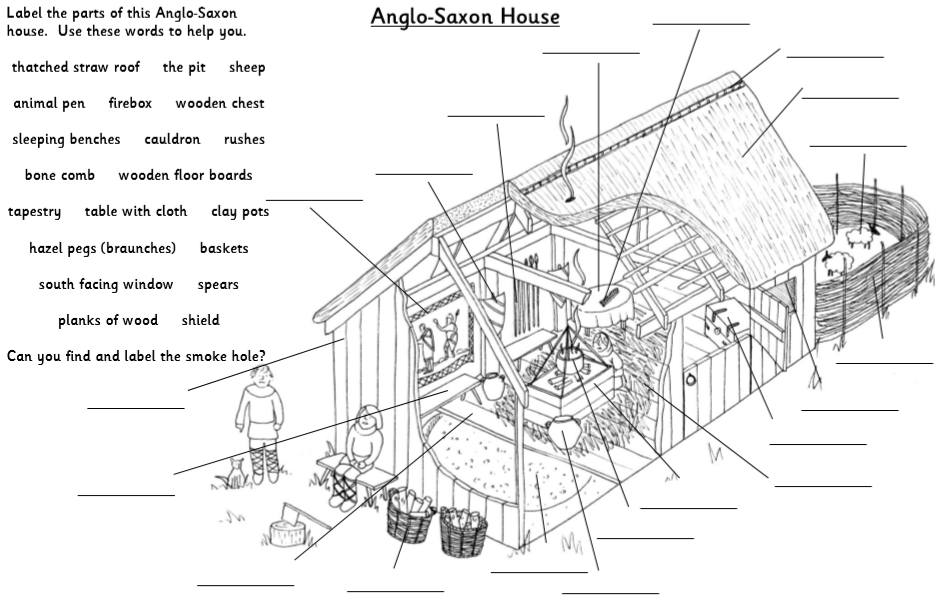 Anglo-Saxon House
Label the parts of this Anglo-Saxon
house. Use these words to help you.
thatched straw roof the pit sheep
animal pen firebox wooden chest
sleeping benches cauldron rushes
bone comb wooden floor boards
tapestry table with cloth clay pots
hazel pegs (braunches) baskets
south facing window spears
planks of wood shield
Can you find and label the smoke hole?